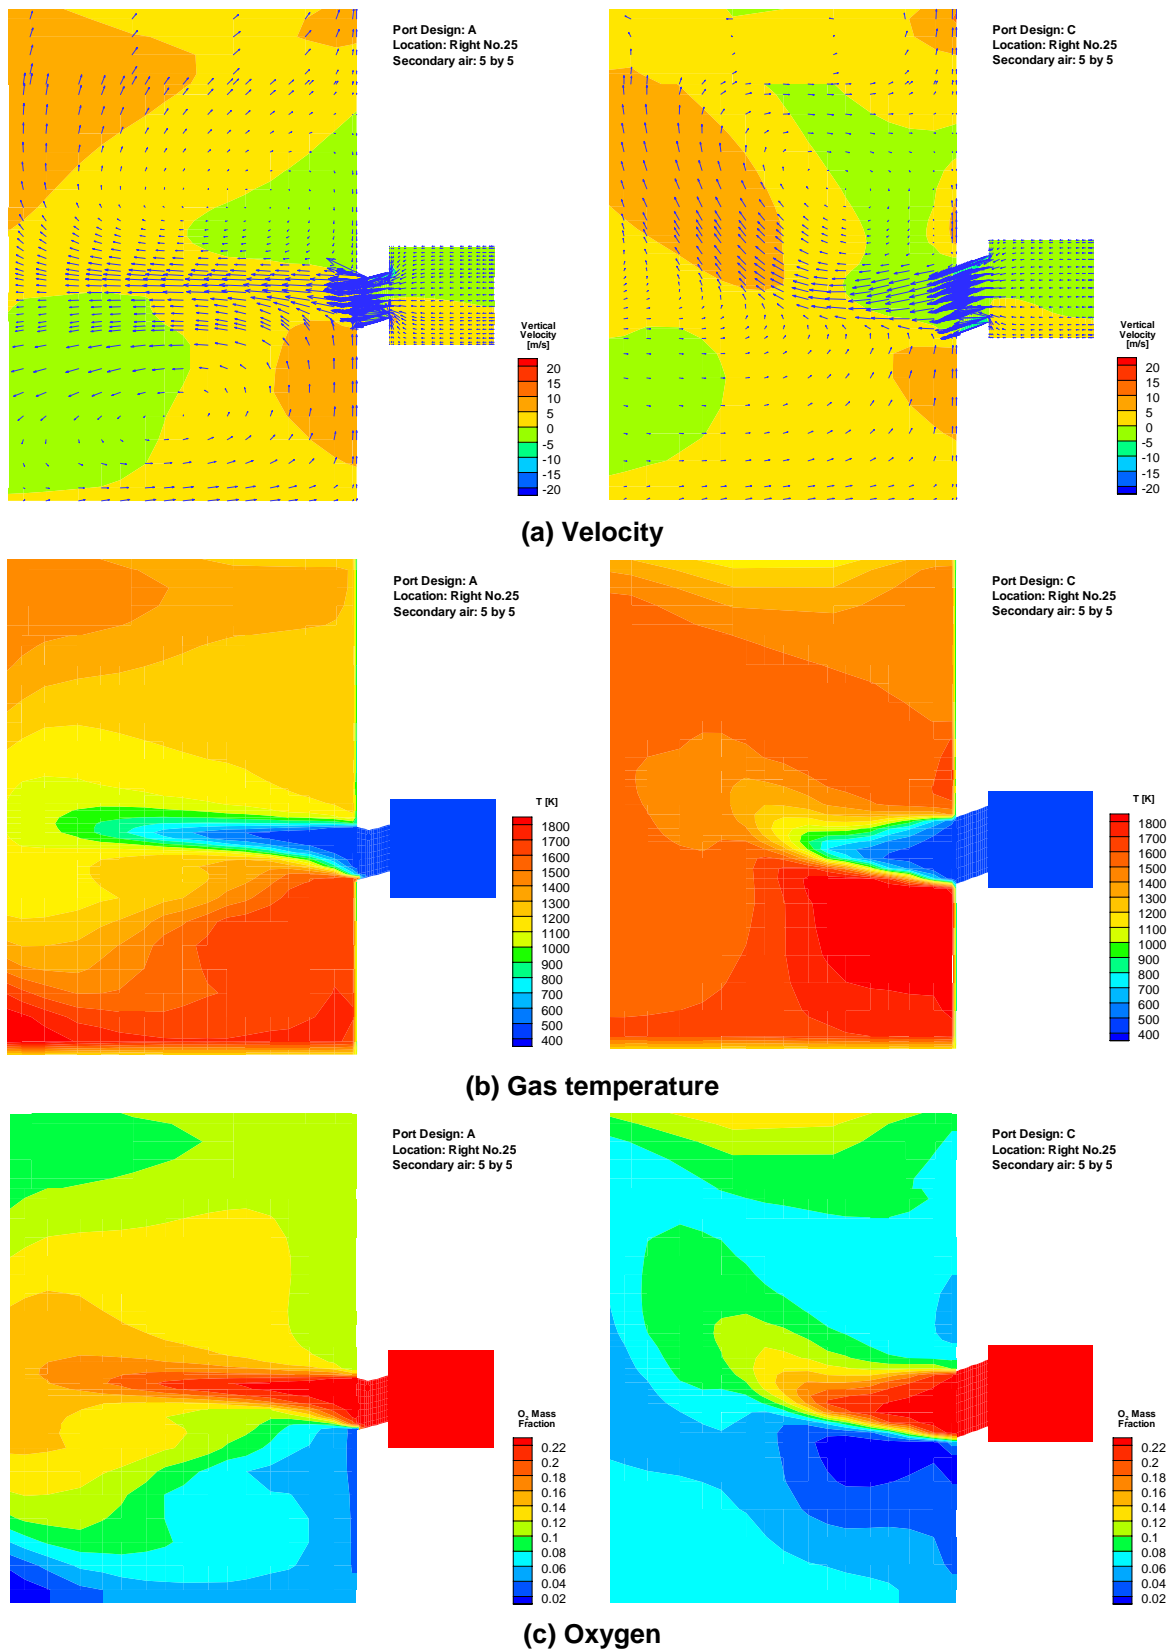 Port Design: A
Location: Right No.25
Secondary air: 5 by 5
Vertical
Velocity
[m/s]
20
15
10
5
0
-5
-10
-15
-20
Port Design: C
Location: Right No.25
Secondary air: 5 by 5
Vertical
Velocity
[m/s]
20
15
10
5
0
-5
-10
-15
-20
(a) Velocity
Port Design: A
Location: Right No.25
Secondary air: 5 by 5
T [K]
1800
1700
1600
1500
1400
1300
1200
1100
1000
900
800
700
600
500
400
Port Design: C
Location: Right No.25
Secondary air: 5 by 5
T [K]
1800
1700
1600
1500
1400
1300
1200
1100
1000
900
800
700
600
500
400
(b) Gas temperature
Port Design: A
Location: Right No.25
Secondary air: 5 by 5
O₂ Mass
Fraction
0.22
0.2
0.18
0.16
0.14
0.12
0.1
0.08
0.06
0.04
0.02
Port Design: C
Location: Right No.25
Secondary air: 5 by 5
O₂ Mass
Fraction
0.22
0.2
0.18
0.16
0.14
0.12
0.1
0.08
0.06
0.04
0.02
(c) Oxygen